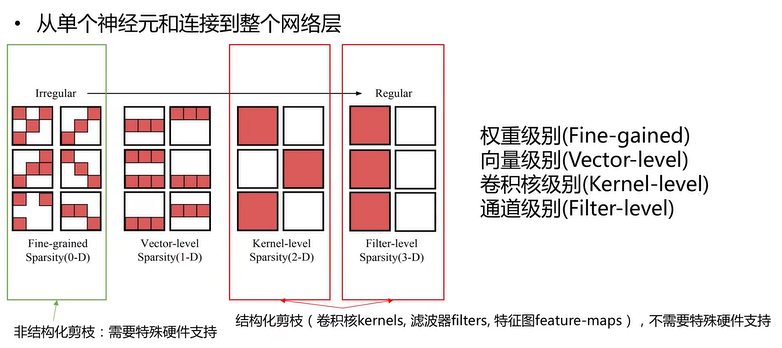 • 从单个神经元和连接到整个网络层
Irregular
Regular
Fine-grained
Sparsity(0-D)
Vector-level
Sparsity(1-D)
Kernel-level
Sparsity(2-D)
Filter-level
Sparsity(3-D)
权重级别(Fine-gained)
向量级别(Vector-level)
卷积核级别(Kernel-level)
通道级别(Filter-level)
非结构化剪枝：需要特殊硬件支持
结构化剪枝（卷积核kernels, 滤波器filters, 特征图feature-maps），不需要特殊硬件支持